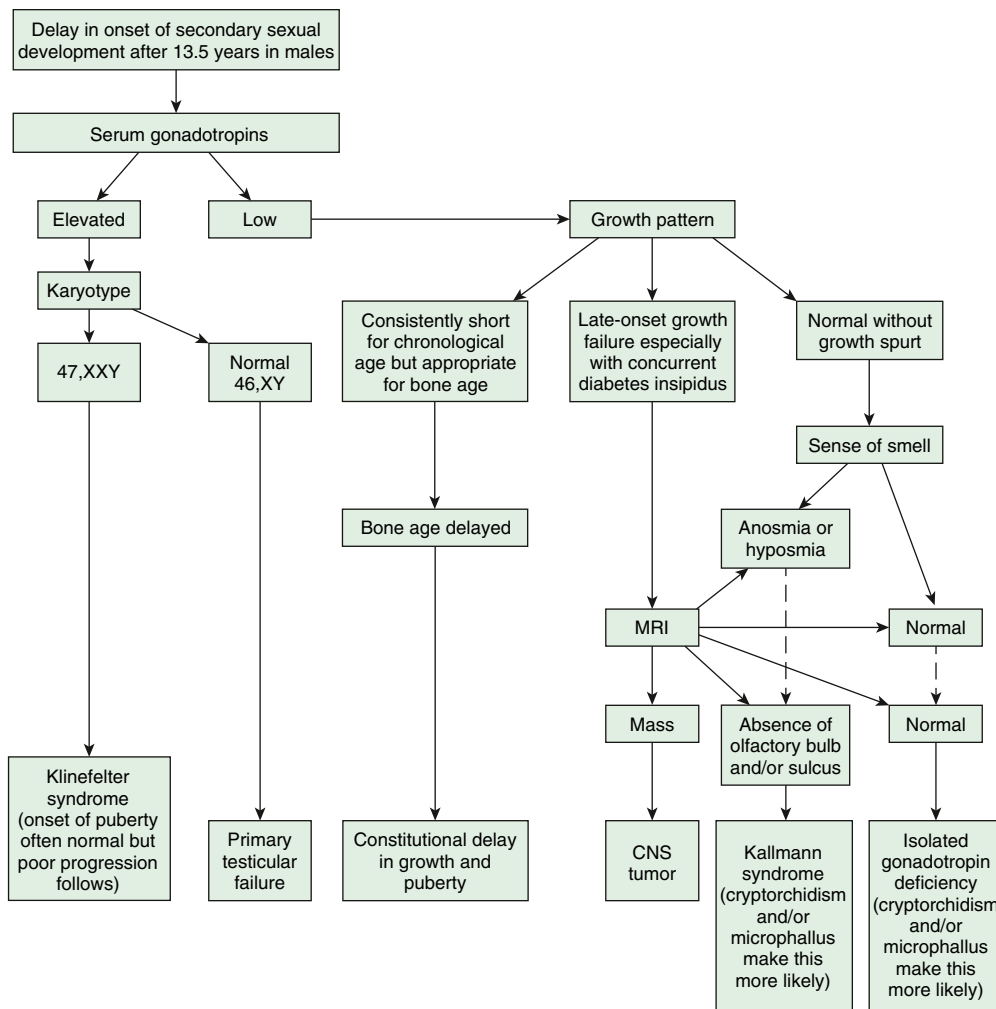 Delay in onset of secondary sexual
development after 13.5 years in males
Serum gonadotropins
Elevated
Low
Growth pattern
Karyotype
Consistently short
for chronological
age but appropriate
for bone age
Late-onset growth
failure especially
with concurrent
diabetes insipidus
Normal without
growth spurt
47,XXY
Normal
46,XY
Sense of smell
Bone age delayed
Anosmia or
hyposmia
MRI
Normal
Mass
Absence of
olfactory bulb
and/or sulcus
Normal
Klinefelter
syndrome
(onset of puberty
often normal but
poor progression
follows)
Primary
testicular
failure
Constitutional delay
in growth and
puberty
CNS
tumor
Kallmann
syndrome
(cryptorchidism
and/or
microphallus
make this
more likely)
Isolated
gonadotropin
deficiency
(cryptorchidism
and/or
microphallus
make this
more likely)